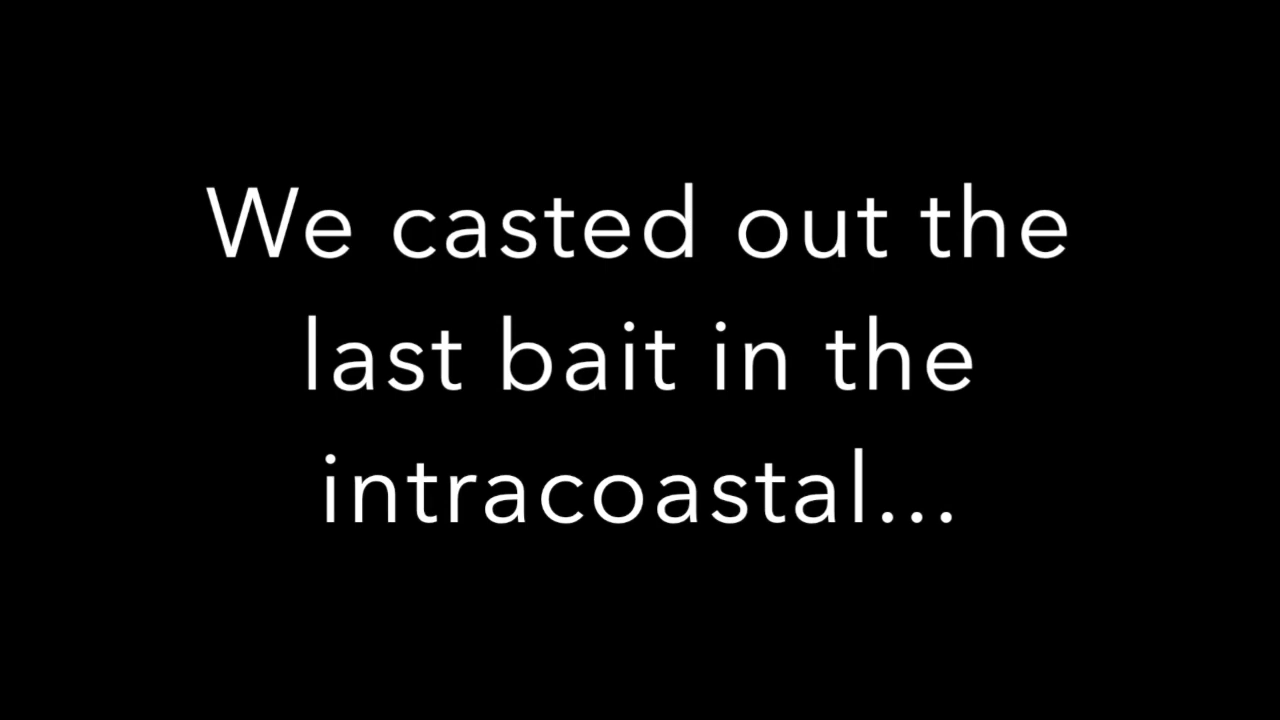 We casted out the
last bait in the
intracoastal...